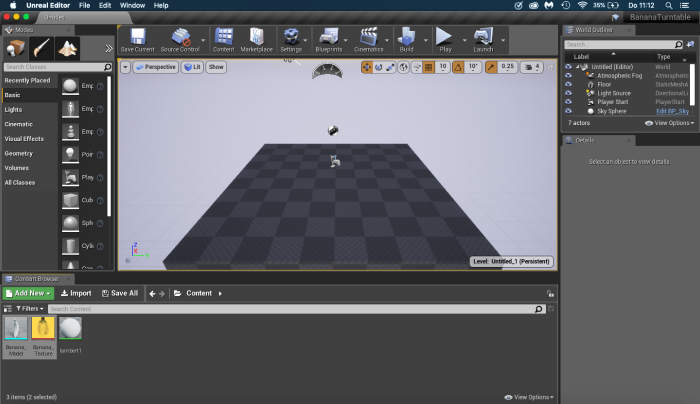 Unreal Editor File Edit Window Help 36% Do 11:12
Untitled BananaTurntable
Modes
Search Classes
Recently Placed
Basic
Lights
Cinematic
Visual Effects
Geometry
Volumes
All Classes
Emp
Emp
Emp
Poin
Play
Cub
Sph
Cylin
Save Current Source Control Content Marketplace Settings Blueprints Cinematics Build Play Launch
Perspective Lit Show 10 10° 0.25 4
Level: Untitled_1 (Persistent)
World Outliner
Search...
Label Type
Untitled (Editor) World
Atmospheric Fog Atmospheric
Floor StaticMeshA
Light Source DirectionalLi
Player Start PlayerStart
Sky Sphere Edit BP_Sky
7 actors View Options
Details
Select an object to view details.
Content Browser
Add New Import Save All Content
Filters Search Content
Banana_Model
Banana_Texture
lambert1
3 items (2 selected) View Options